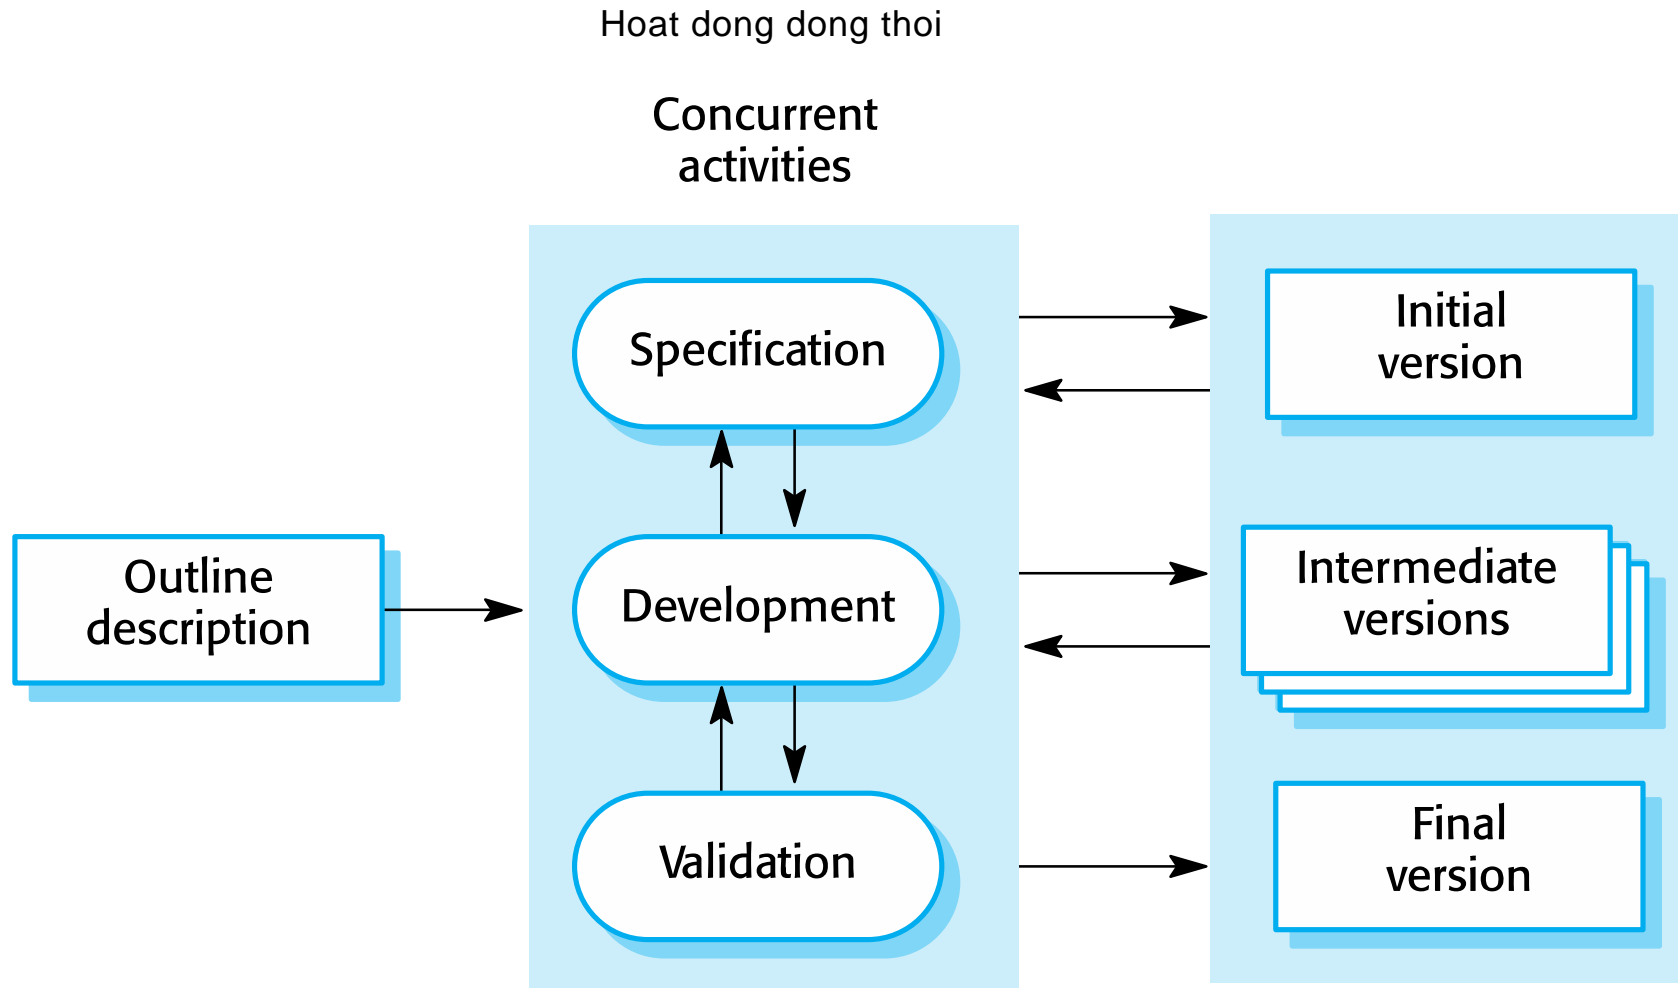 Hoat dong dong thoi
Concurrent
activities
Specification
Initial
version
Outline
description
Development
Intermediate
versions
Validation
Final
version